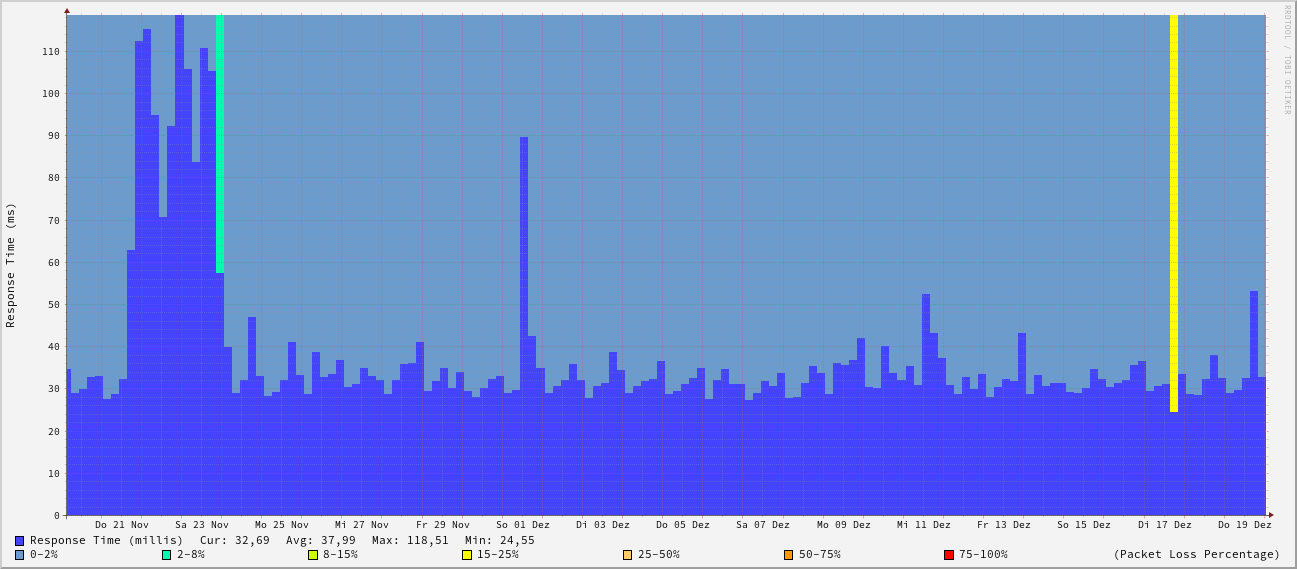 RRDTOOL / TOBI OETIKER
Response Time (ms)
110
100
90
80
70
60
50
40
30
20
10
0
Do 21 Nov Sa 23 Nov Mo 25 Nov Mi 27 Nov Fr 29 Nov So 01 Dez Di 03 Dez Do 05 Dez Sa 07 Dez Mo 09 Dez Mi 11 Dez Fr 13 Dez So 15 Dez Di 17 Dez Do 19 Dez
Response Time (millis) Cur: 32,69 Avg: 37,99 Max: 118,51 Min: 24,55
0-2% 2-8% 8-15% 15-25% 25-50% 50-75% 75-100% (Packet Loss Percentage)